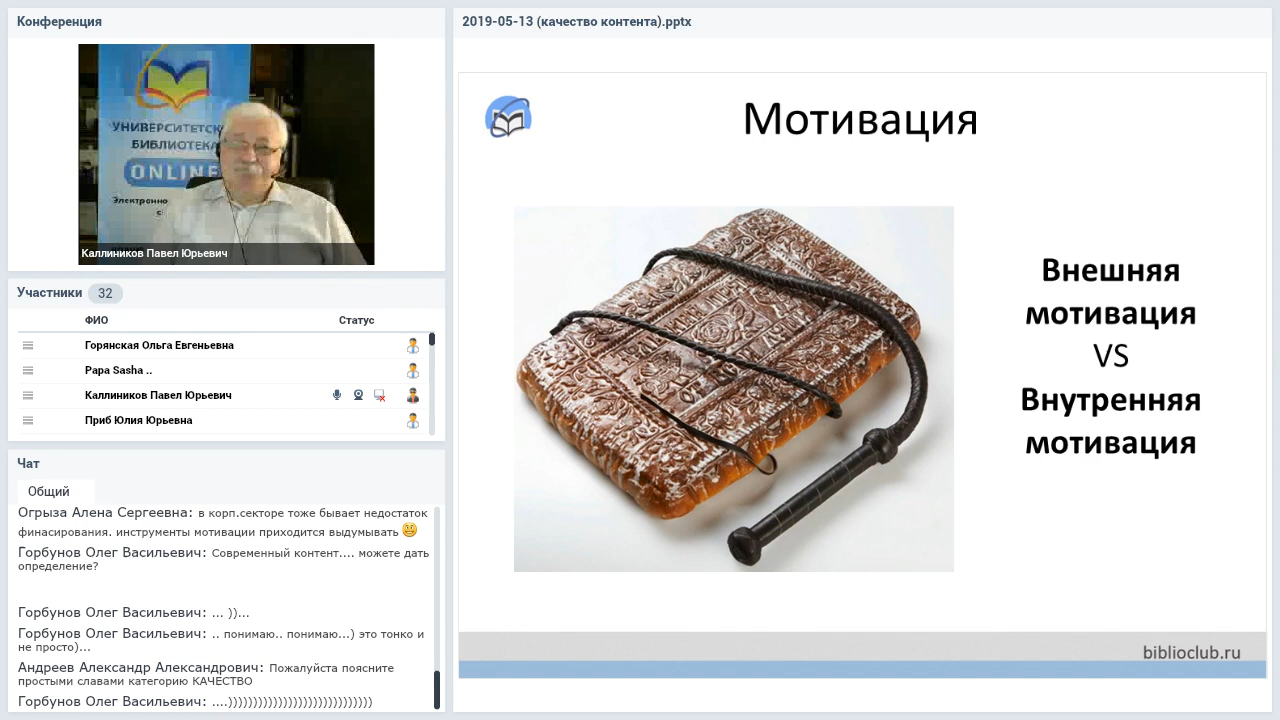 Конференция
УНИВЕРСИТЕТСК
БИБЛИОТЕКА
ONLINE
Электронно
Каллиников Павел Юрьевич
Участники 32
ФИО Статус
Горянская Ольга Евгеньевна
Papa Sasha ..
Каллиников Павел Юрьевич
Приб Юлия Юрьевна
Чат
Общий
Огрыза Алена Сергеевна: в корп.секторе тоже бывает недостаток
финасирования. инструменты мотивации приходится выдумывать
Горбунов Олег Васильевич: Современный контент.... можете дать
определение?
Горбунов Олег Васильевич: ... ))...
Горбунов Олег Васильевич: .. понимаю.. понимаю...) это тонко и
не просто)...
Андреев Александр Александрович: Пожалуйста поясните
простыми славами категорию КАЧЕСТВО
Горбунов Олег Васильевич: ....)))))))))))))))))))))))))))))
2019-05-13 (качество контента).pptx
Мотивация
Внешняя
мотивация
VS
Внутренняя
мотивация
biblioclub.ru